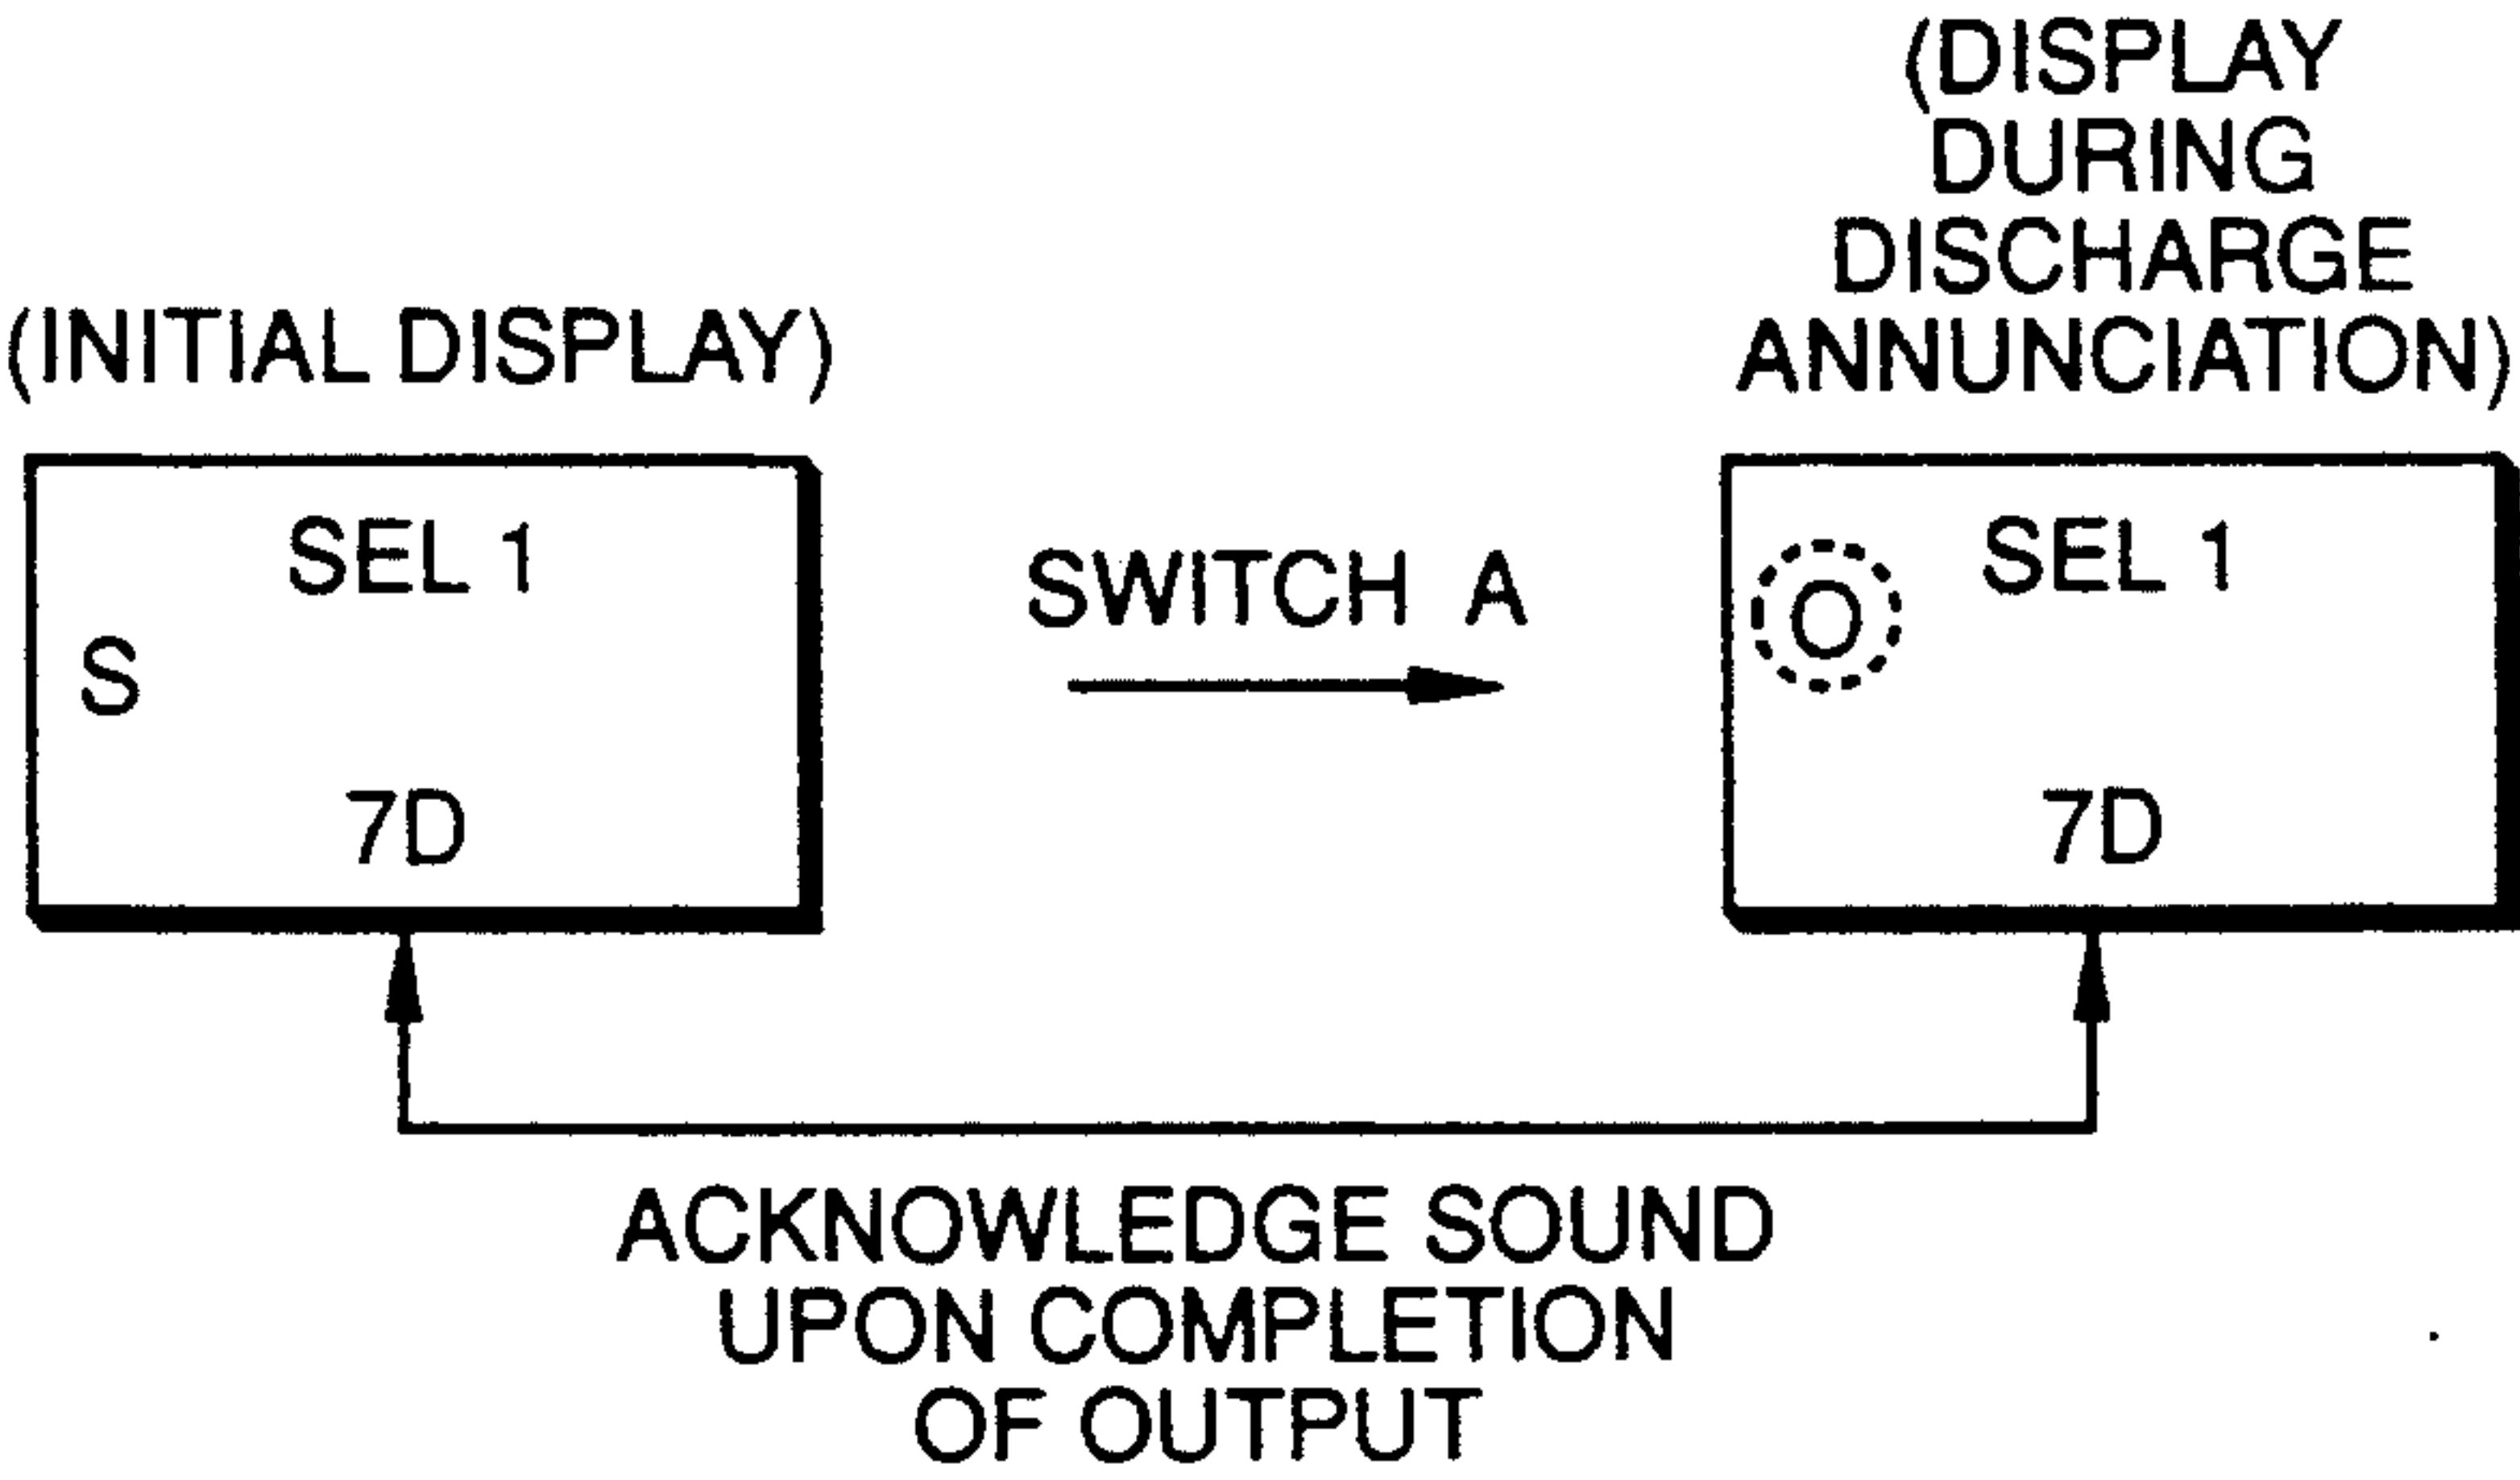 (INITIAL DISPLAY)
SEL 1
S
7D
SWITCH A
(DISPLAY
DURING
DISCHARGE
ANNUNCIATION)
SEL 1
O
7D
ACKNOWLEDGE SOUND
UPON COMPLETION
OF OUTPUT